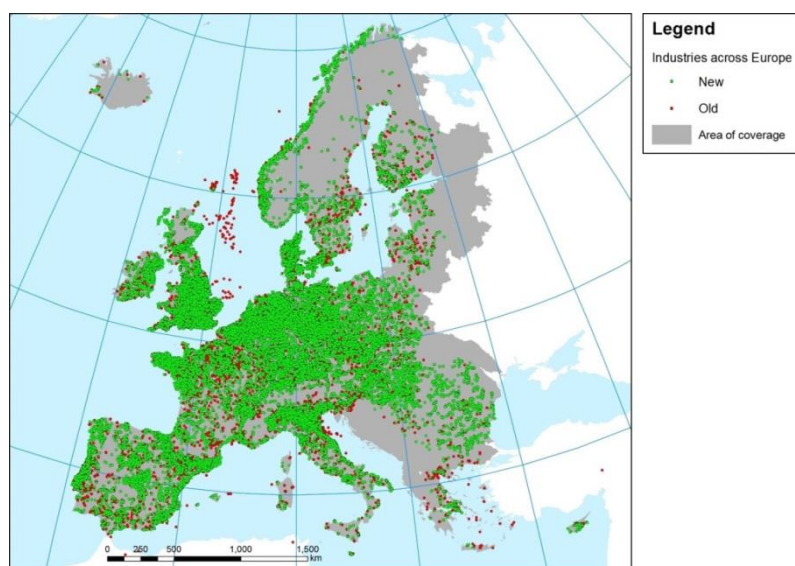 Legend
Industries across Europe
New
Old
Area of coverage
0 250 500 1,000 1,500
km